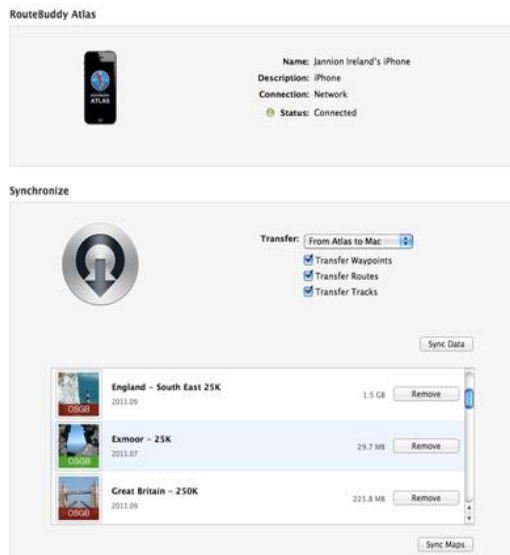 RouteBuddy Atlas
ATLAS
Name: Jannion Ireland's iPhone
Description: iPhone
Connection: Network
Status: Connected
Synchronize
Transfer: From Atlas to Mac
Transfer Waypoints
Transfer Routes
Transfer Tracks
Sync Data
OSGB
England - South East 25K
2011.09
1.5 GB
Remove
OSGB
Exmoor - 25K
2011.07
29.7 MB
Remove
OSGB
Great Britain - 250K
2011.09
225.8 MB
Remove
Sync Maps